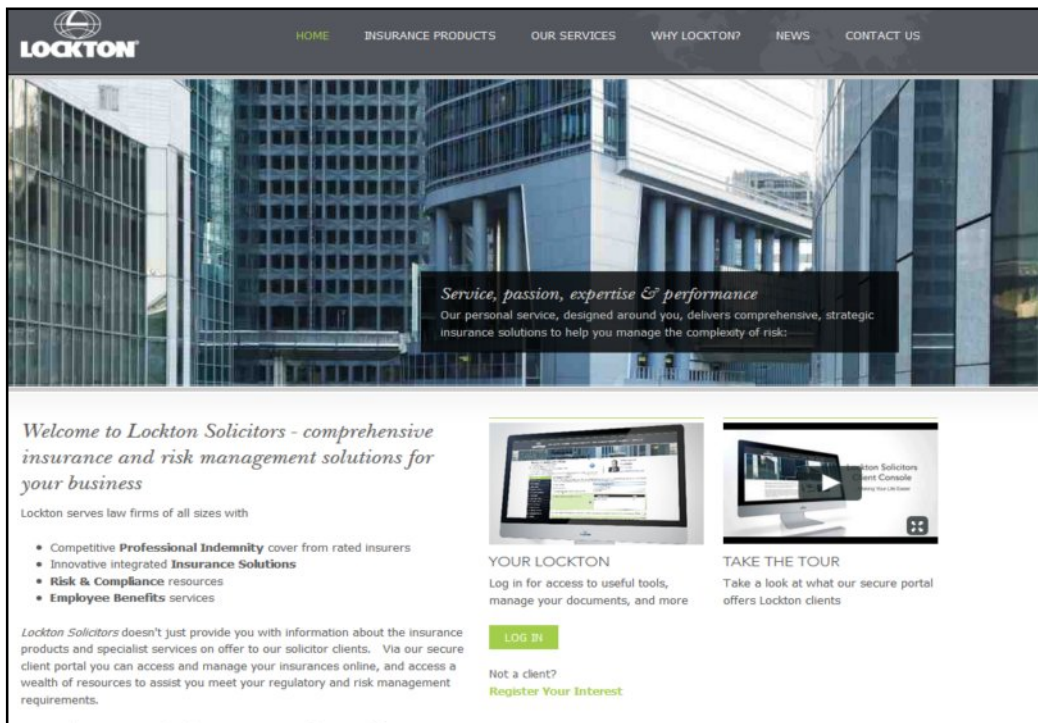 LOCKTON
HOME INSURANCE PRODUCTS OUR SERVICES WHY LOCKTON? NEWS CONTACT US
Service, passion, expertise & performance
Our personal service, designed around you, delivers comprehensive, strategic
insurance solutions to help you manage the complexity of risk:
Welcome to Lockton Solicitors - comprehensive
insurance and risk management solutions for
your business
Lockton serves law firms of all sizes with
• Competitive Professional Indemnity cover from rated insurers
• Innovative integrated Insurance Solutions
• Risk & Compliance resources
• Employee Benefits services
Lockton Solicitors doesn't just provide you with information about the insurance
products and specialist services on offer to our solicitor clients. Via our secure
client portal you can access and manage your insurances online, and access a
wealth of resources to assist you meet your regulatory and risk management
requirements.
YOUR LOCKTON
Log in for access to useful tools,
manage your documents, and more
LOG IN
Not a client?
Register Your Interest
Lockton Solicitors
Client Console
Your Life Easier
TAKE THE TOUR
Take a look at what our secure portal
offers Lockton clients